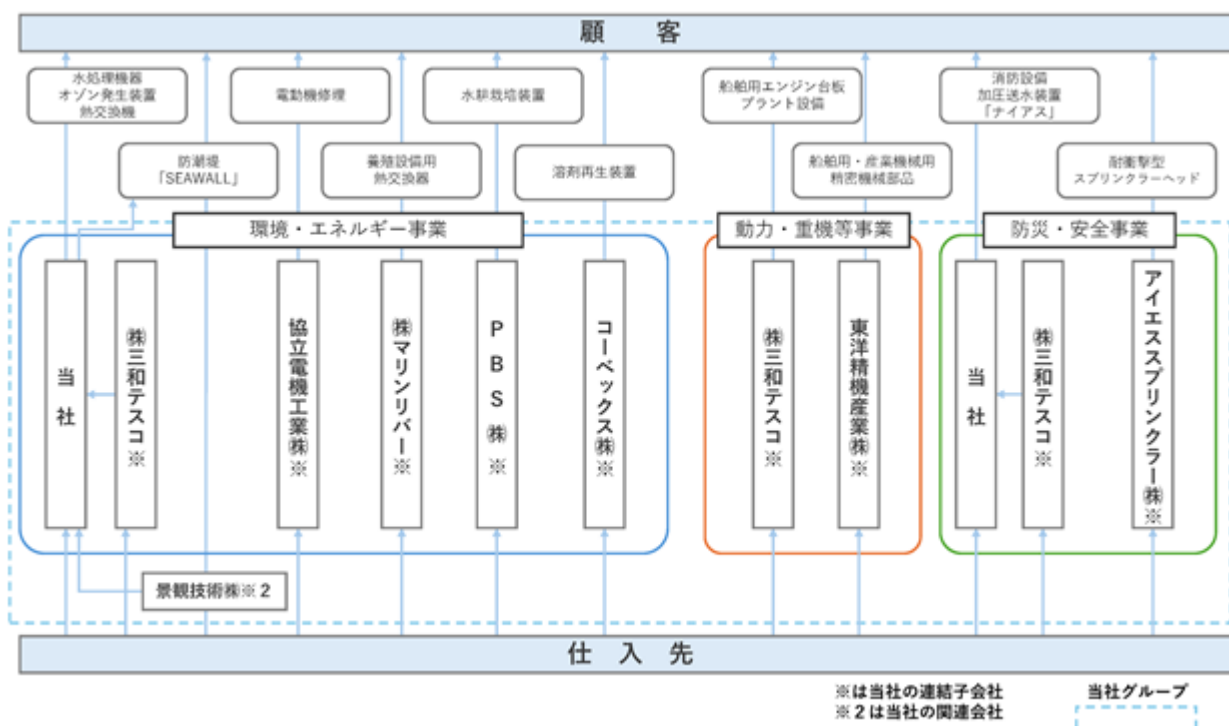 顧 客
水処理機器
オゾン発生装置
熱交換機
電動機修理
水耕栽培装置
船舶用エンジン台板
プラント設備
消防設備
加圧送水装置
「ナイアス」
防潮堤
「SEAWALL」
養殖設備用
熱交換器
溶剤再生装置
船舶用・産業機械用
精密機械部品
耐衝撃型
スプリンクラーヘッド
環境・エネルギー事業
動力・重機等事業
防災・安全事業
当社
㈱三和テスコ※
協立電機工業㈱※
㈱マリンリバー※
PBS㈱※
コーベックス㈱※
㈱三和テスコ※
東洋精機産業㈱※
当社
㈱三和テスコ※
アイエススプリンクラー㈱※
景観技術㈱※2
仕 入 先
※は当社の連結子会社
※2は当社の関連会社
当社グループ